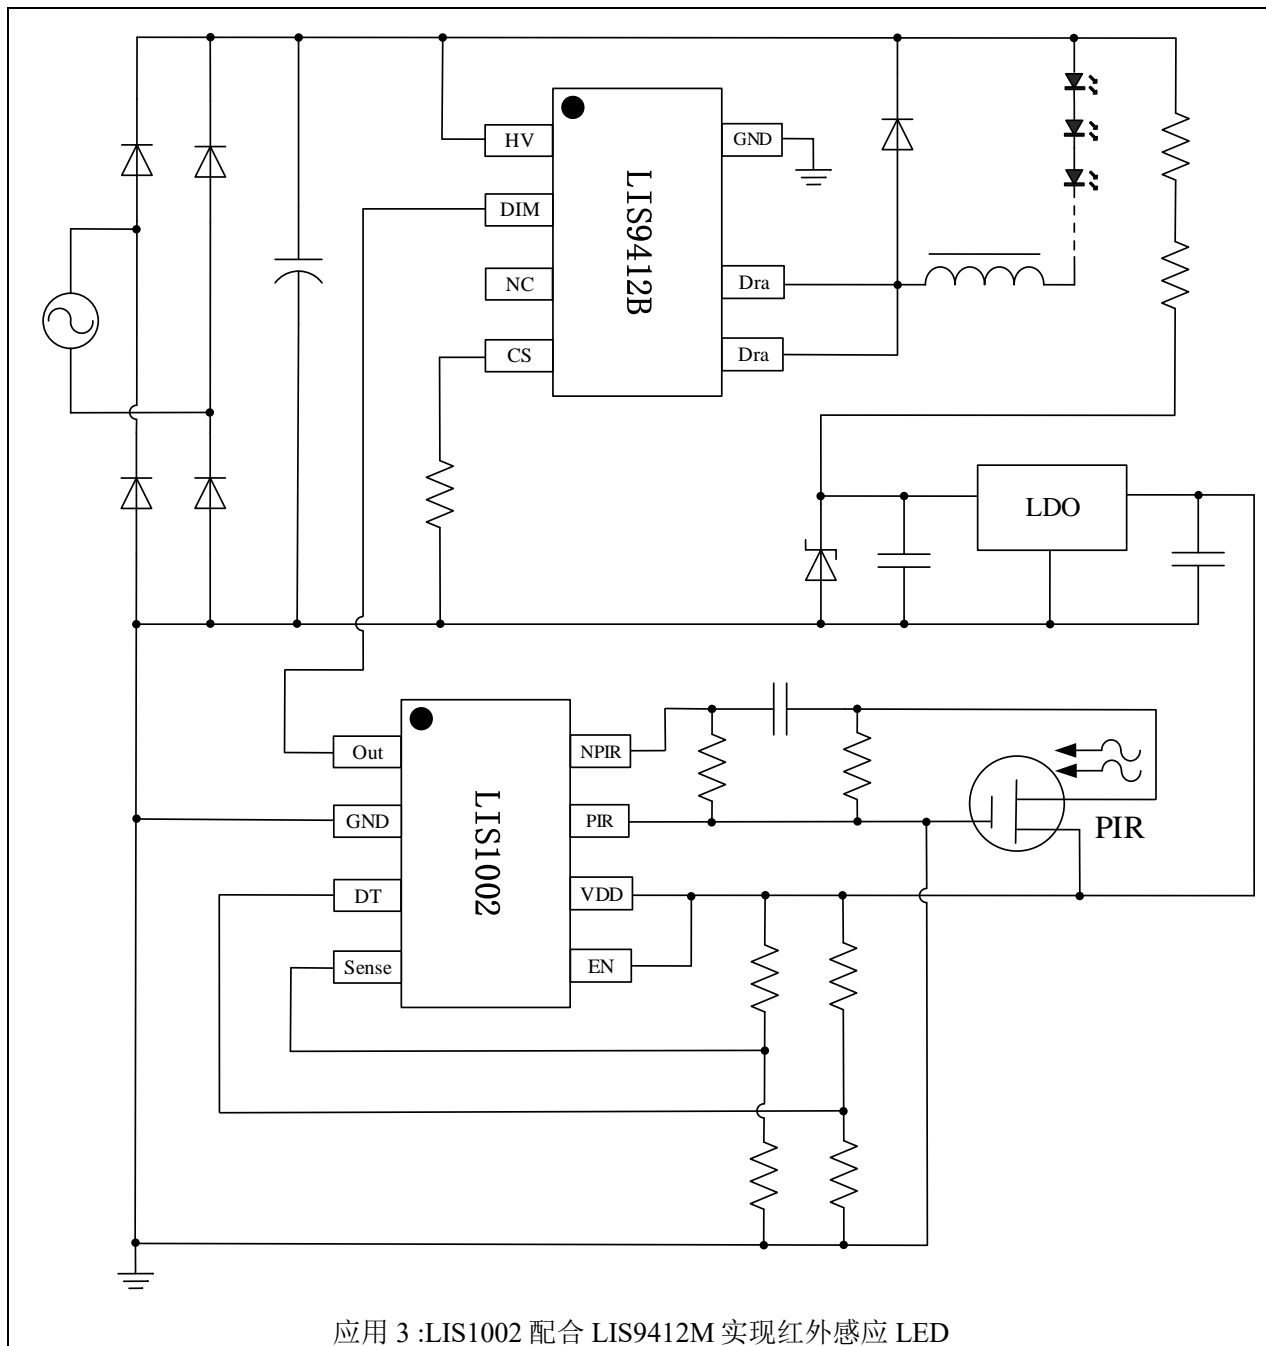 HV
GND
DIM
LIS9412B
NC
Dra
CS
Dra
LDO
Out
NPIR
GND
PIR
LIS1002
PIR
DT
VDD
Sense
EN
应用 3 :LIS1002 配合 LIS9412M 实现红外感应 LED